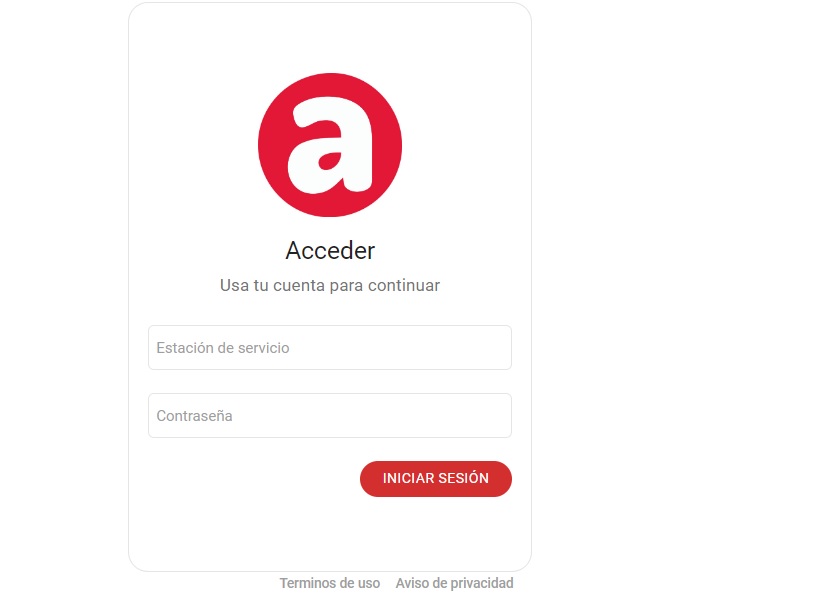 a
Acceder
Usa tu cuenta para continuar
Estación de servicio
Contraseña
INICIAR SESIÓN
Terminos de uso Aviso de privacidad